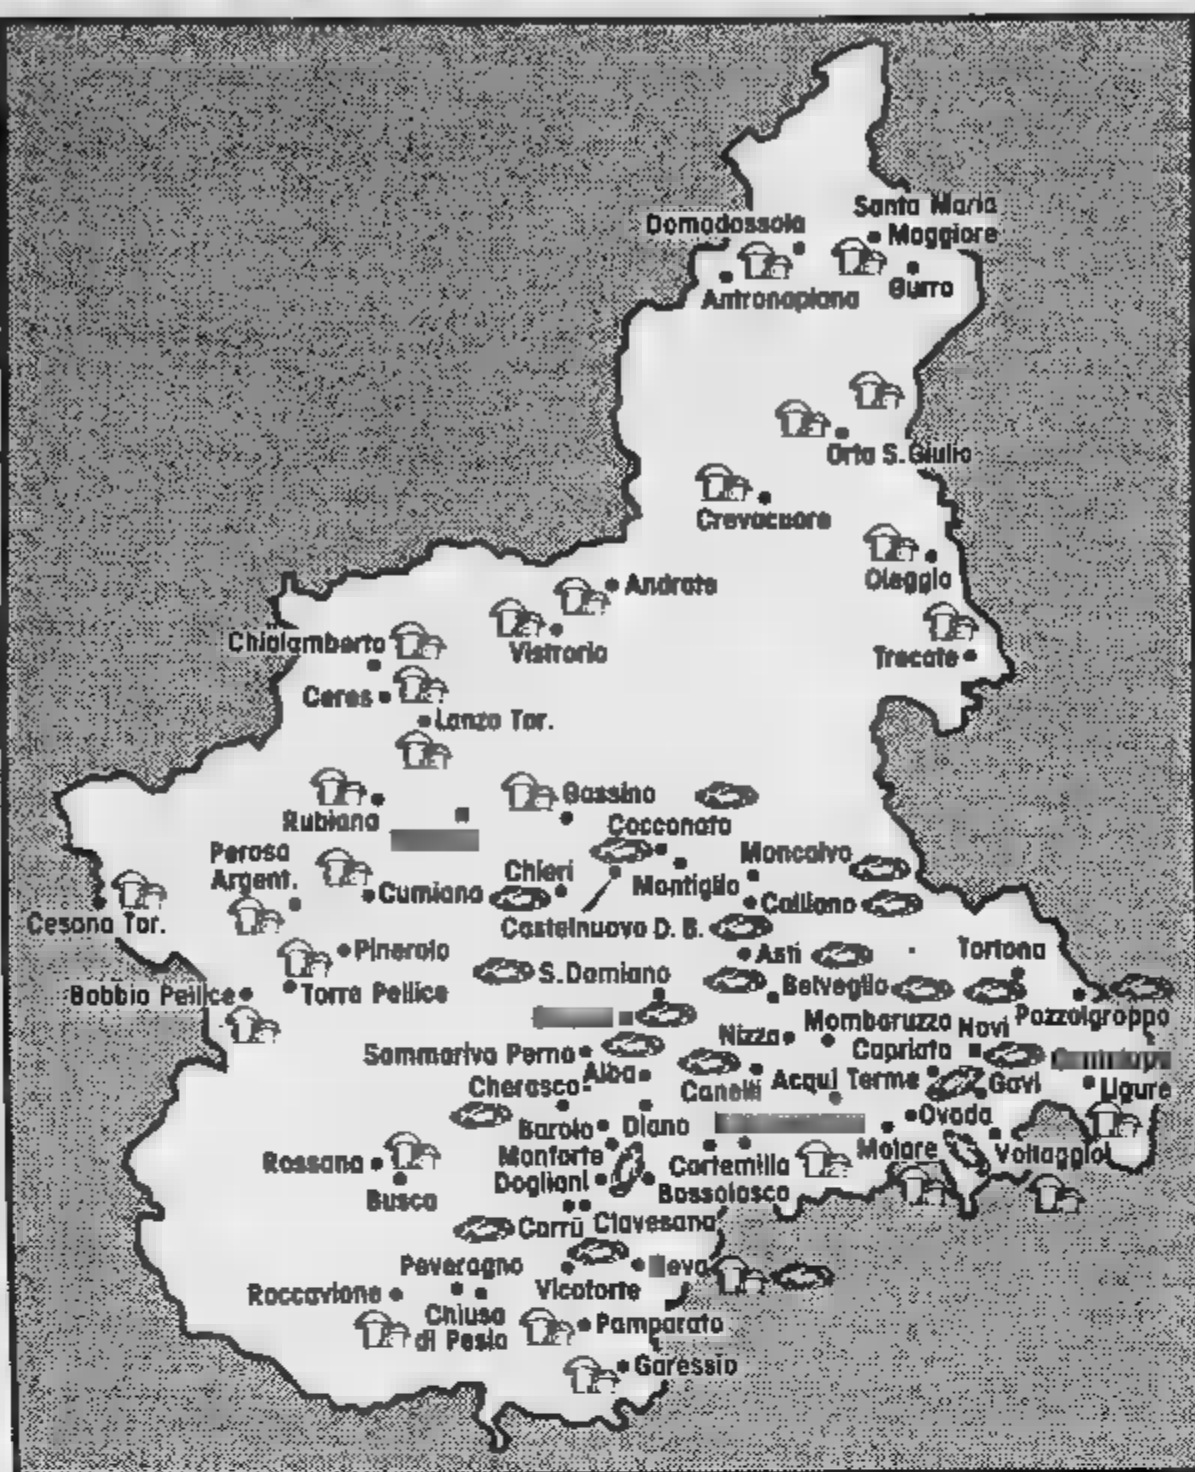 Santa Maria
Domodossola
Maggiore
Antronapiana
Gurro
Orta S. Giulio
Crevacuore
Oleggio
Andrate
Chialamberto
Vistrorio
Trecate
Ceres
Lanzo Tor.
Gassino
Rubiana
Cocconato
Perosa
Argent.
Chieri
Moncalvo
Montiglio
Cumiana
Calliano
Cesana Tor.
Castelnuovo D. B.
Pinerolo
Asti
Tortona
S. Damiano
Bobbio Pellice
Torre Pellice
Belveglio
Pozzolgroppo
Mombaruzzo
Novi
Nizza
Sommariva Perno
Capriata
Alba
Cherasco
Canelli
Acqui Terme
Gavi
Ligure
Ovada
Barolo
Diano
Rossana
Monforte
Molare
Voltaggio
Cortemilia
Dogliani
Busca
Bossolasco
Carrù
Clavesana
Peveragno
eva
Vicoforte
Roccavione
Chiusa
di Pesio
Pamparato
Garessio